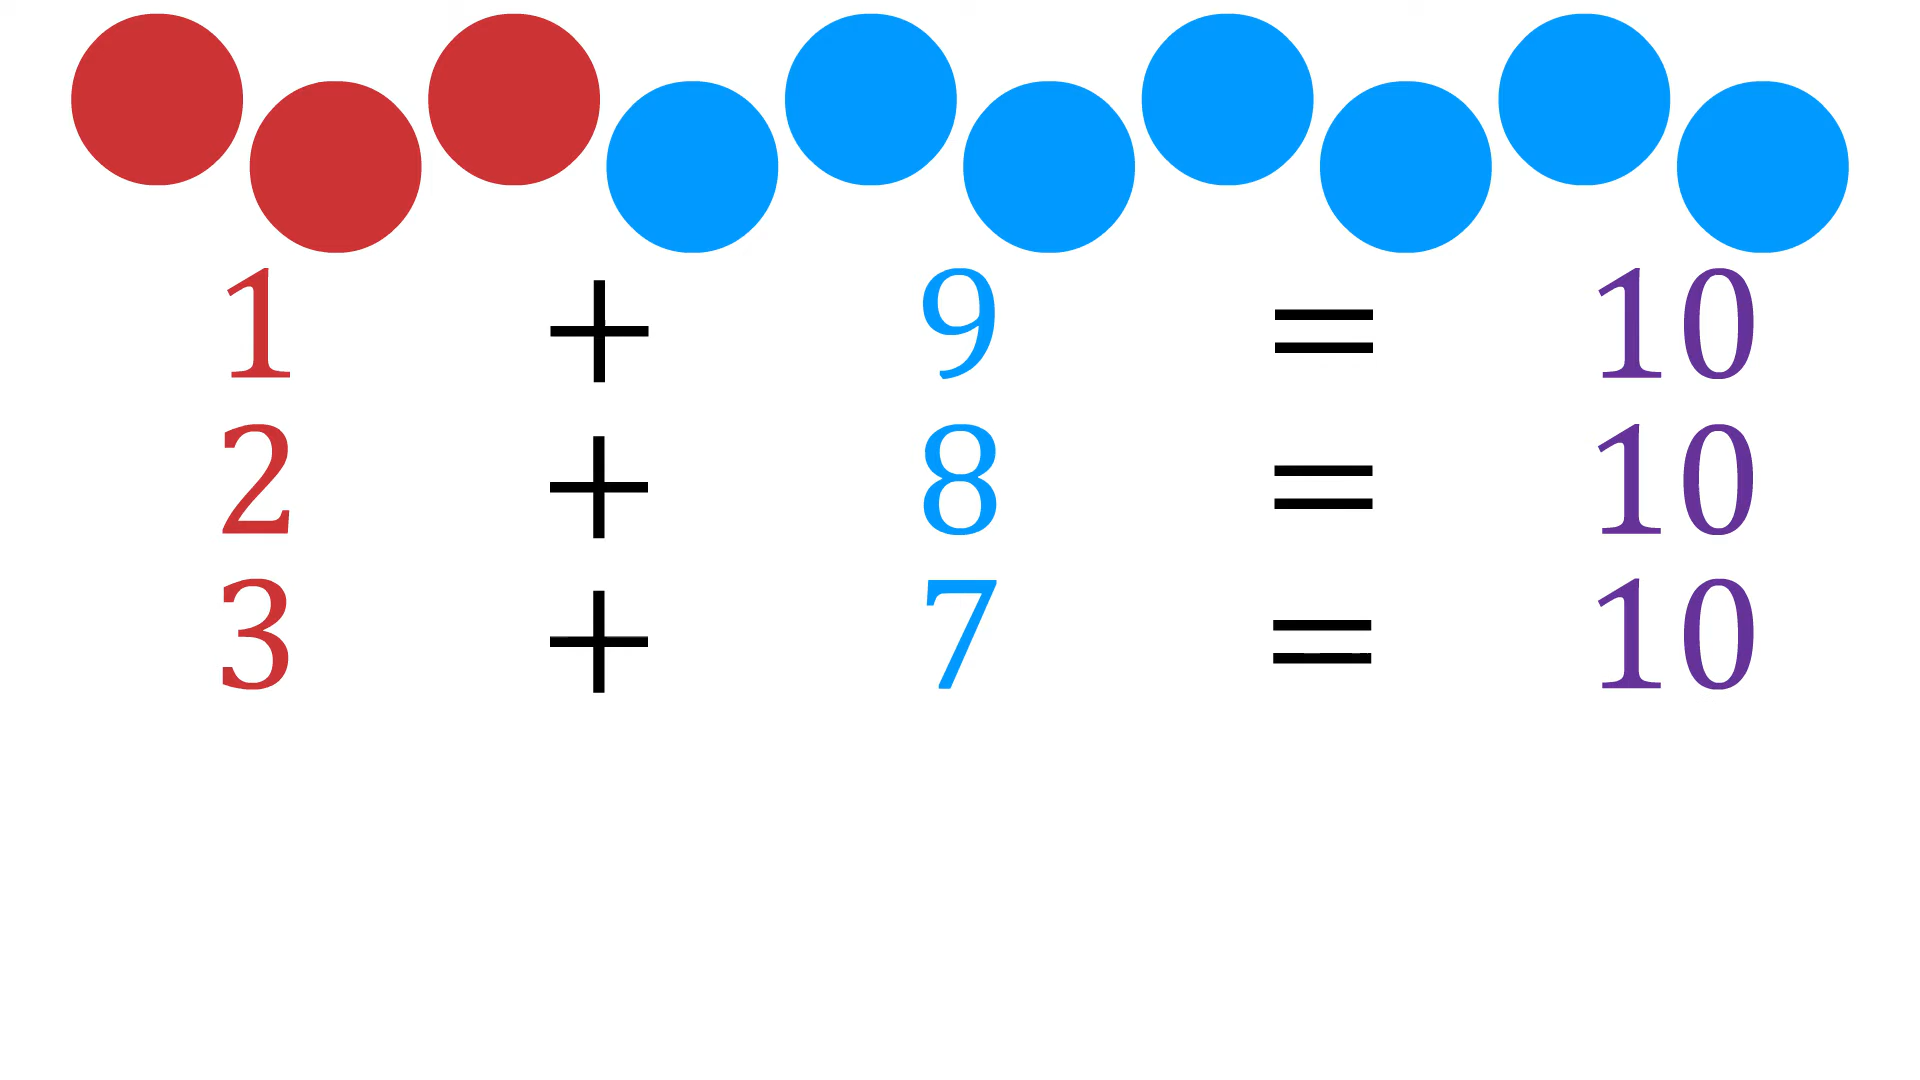 1 + 9 = 10
2 + 8 = 10
3 + 7 = 10